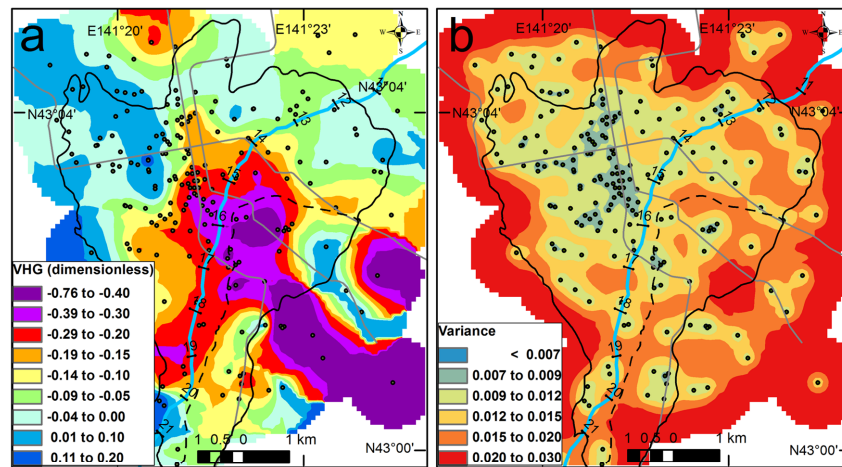 a
E141°20'
E141°23'
N
W E
S
N43°04'
N43°04'
13
14
15
16
17
18
19
20
21
VHG (dimensionless)
-0.76 to -0.40
-0.39 to -0.30
-0.29 to -0.20
-0.19 to -0.15
-0.14 to -0.10
-0.09 to -0.05
-0.04 to 0.00
0.01 to 0.10
0.11 to 0.20
1 0.5 0 1 km
N43°00'
b
E141°20'
E141°23'
N
W E
S
N43°04'
N43°04'
11
13
14
15
16
17
18
19
20
21
Variance
< 0.007
0.007 to 0.009
0.009 to 0.012
0.012 to 0.015
0.015 to 0.020
0.020 to 0.030
1 0.5 0 1 km
N43°00'